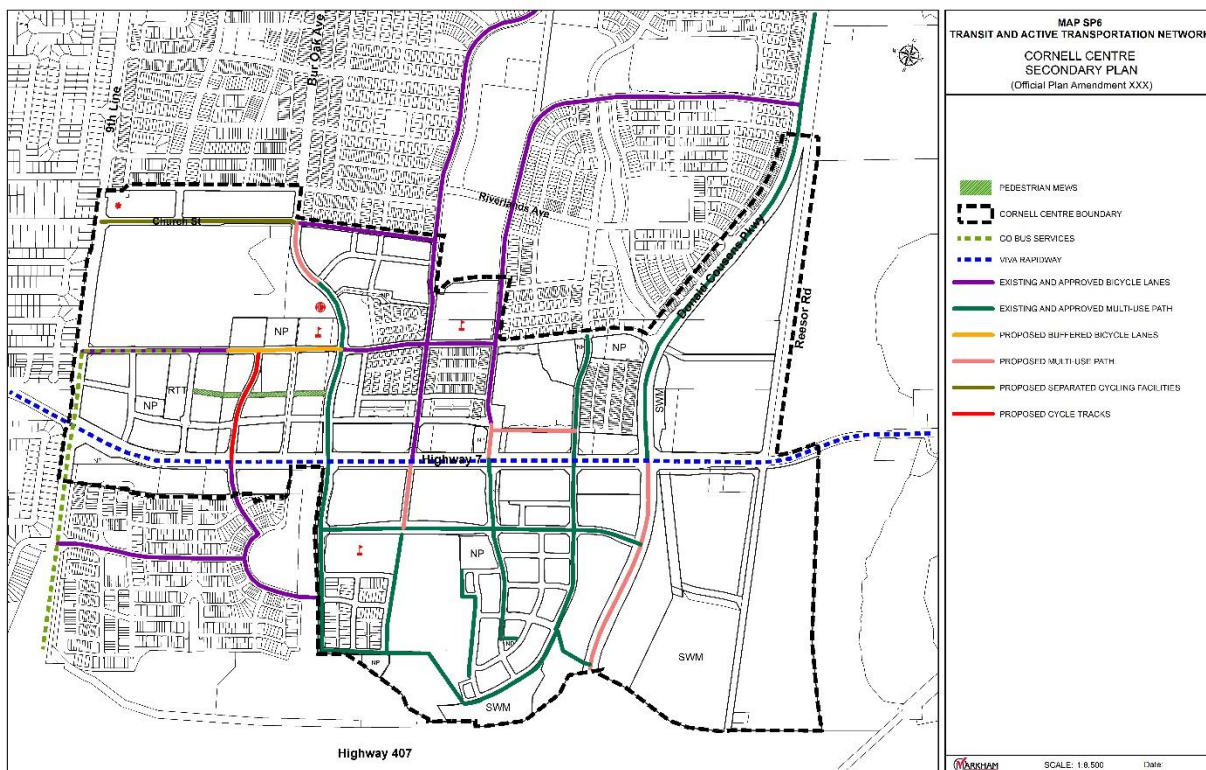 MAP SP6
TRANSIT AND ACTIVE TRANSPORTATION NETWORK
CORNELL CENTRE
SECONDARY PLAN
(Official Plan Amendment XXX)
PEDESTRIAN MEWS
CORNELL CENTRE BOUNDARY
GO BUS SERVICES
VIVA RAPIDWAY
EXISTING AND APPROVED BICYCLE LANES
EXISTING AND APPROVED MULTI-USE PATH
PROPOSED BUFFERED BICYCLE LANES
PROPOSED MULTI-USE PATH
PROPOSED SEPARATED CYCLING FACILITIES
PROPOSED CYCLE TRACKS
MARKHAM
SCALE: 1:8,500
Date:
9th Line
Bur Oak Ave
Church St
Riverlands Ave
Donald Cousens Pkwy
Reesor Rd
NP
NP
NP
NP
RTT
NP
SWM
NP
Highway 7
NP
NP
NP
NP
SWM
SWM
Highway 407